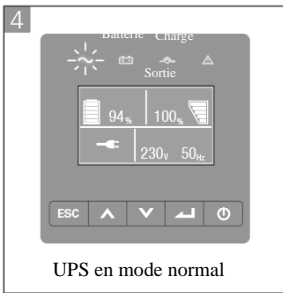 4
Batterie Charge
Sortie
94% 100%
230V 50Hz
ESC
UPS en mode normal